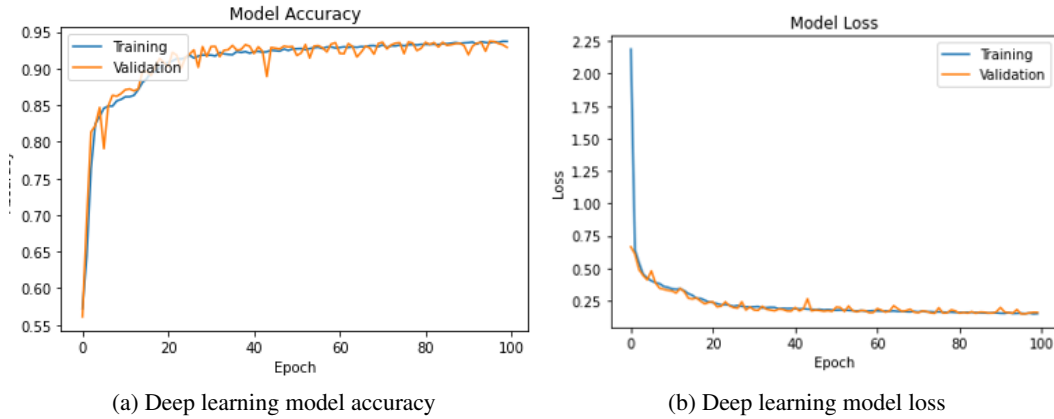 Model Accuracy
0.95
0.90
0.85
0.80
0.75
0.70
0.65
0.60
0.55
Training
Validation
0
20
40
60
80
100
Epoch
(a) Deep learning model accuracy
Model Loss
2.25
2.00
1.75
1.50
1.25
1.00
0.75
0.50
0.25
Loss
Training
Validation
0
20
40
60
80
100
Epoch
(b) Deep learning model loss